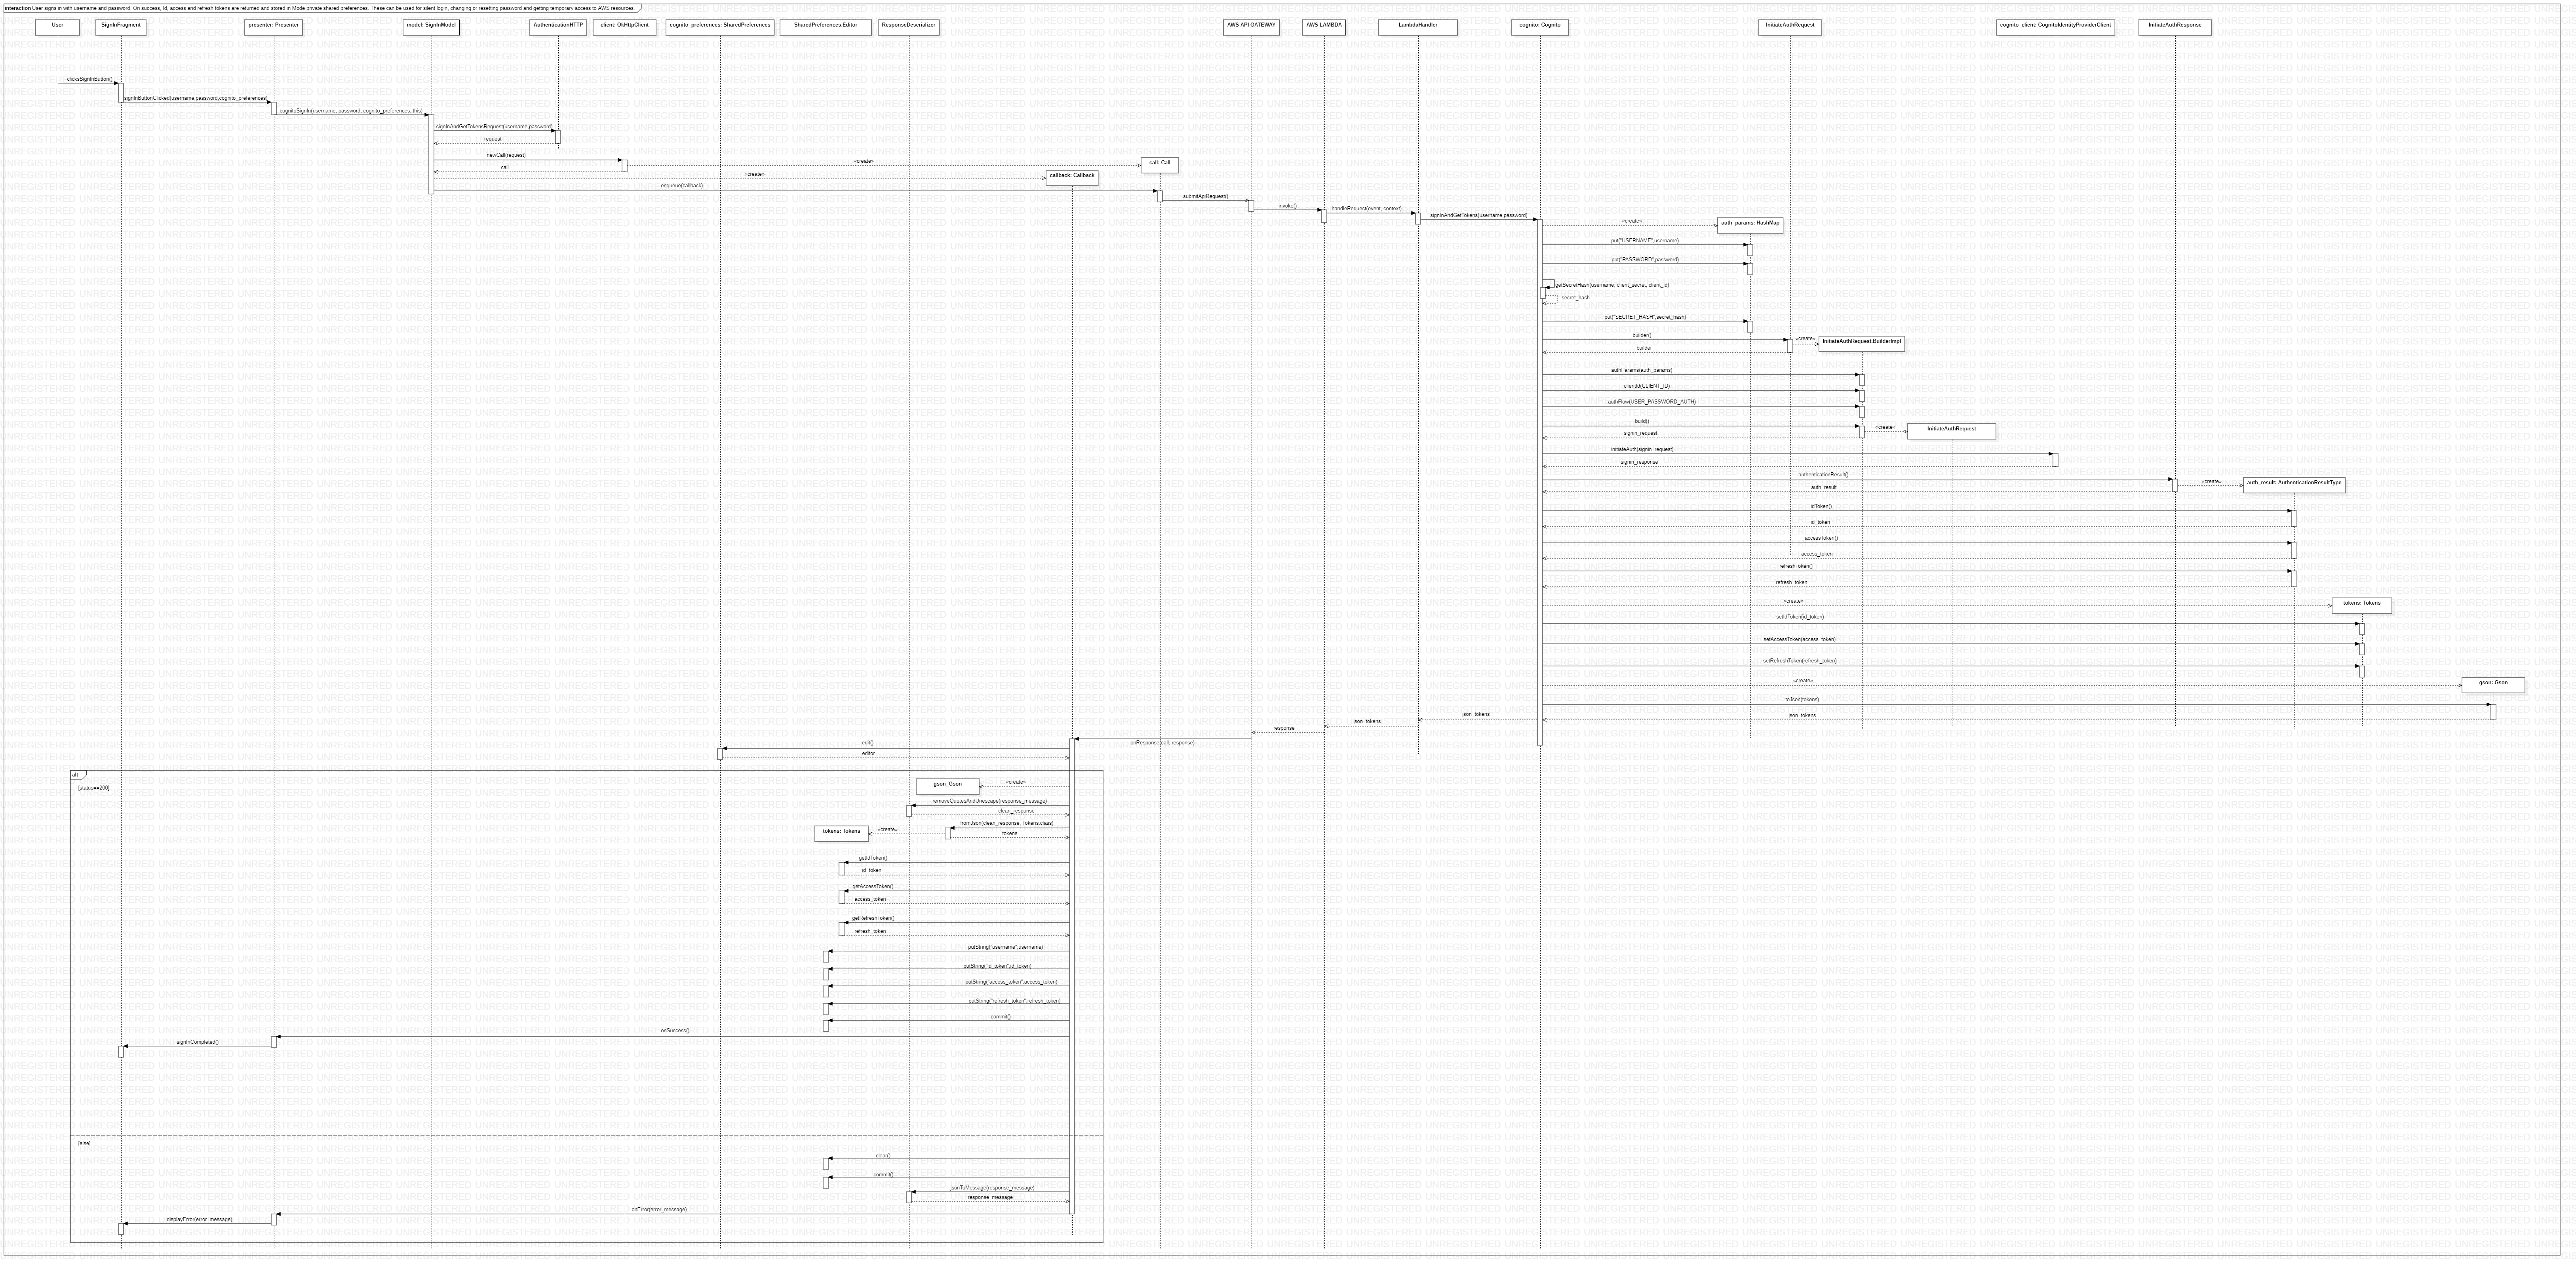 interaction User signs in with username and password. On success, Id, access and refresh tokens are returned and stored in Mode private shared preferences. These can be used for silent login, changing or resetting password and getting temporary access to AWS resources.
User
SignInFragment
presenter: Presenter
model: SignInModel
AuthenticationHTTP
client: OkHttpClient
cognito_preferences: SharedPreferences
SharedPreferences.Editor
ResponseDeserializer
AWS API GATEWAY
AWS LAMBDA
LambdaHandler
cognito: Cognito
InitiateAuthRequest
cognito_client: CognitoIdentityProviderClient
InitiateAuthResponse
clicksSignInButton()
signInButtonClicked(username,password,cognito_preferences)
cognitoSignIn(username, password, cognito_preferences, this)
signInAndGetTokensRequest(username,password)
request
newCall(request)
«create»
call: Call
call
«create»
callback: Callback
enqueue(callback)
submitApiRequest()
invoke()
handleRequest(event, context)
signInAndGetTokens(username,password)
«create»
auth_params: HashMap
put("USERNAME",username)
put("PASSWORD",password)
getSecretHash(username, client_secret, client_id)
secret_hash
put("SECRET_HASH",secret_hash)
builder()
«create»
InitiateAuthRequest.BuilderImpl
builder
authParams(auth_params)
clientId(CLIENT_ID)
authFlow(USER_PASSWORD_AUTH)
build()
«create»
InitiateAuthRequest
signin_request
initiateAuth(signin_request)
signin_response
authenticationResult()
«create»
auth_result: AuthenticationResultType
auth_result
idToken()
id_token
accessToken()
access_token
refreshToken()
refresh_token
«create»
tokens: Tokens
setIdToken(id_token)
setAccessToken(access_token)
setRefreshToken(refresh_token)
«create»
gson: Gson
toJson(tokens)
json_tokens
json_tokens
json_tokens
response
onResponse(call, response)
edit()
editor
alt
[status==200]
gson_Gson
«create»
removeQuotesAndUnescape(response_message)
clean_response
fromJson(clean_response, Tokens.class)
tokens: Tokens
«create»
tokens
getIdToken()
id_token
getAccessToken()
access_token
getRefreshToken()
refresh_token
putString("username",username)
putString("id_token",id_token)
putString("access_token",access_token)
putString("refresh_token",refresh_token)
commit()
onSuccess()
signInCompleted()
[else]
clear()
commit()
jsonToMessage(response_message)
response_message
onError(error_message)
displayError(error_message)
UNREGISTERED